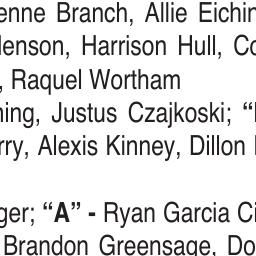 enne Branch, Allie Eichin
lenson, Harrison Hull, Co
, Raquel Wortham
ning, Justus Czajkoski; “
rry, Alexis Kinney, Dillon
ger; “A” - Ryan Garcia Ci
Brandon Greensage, Do